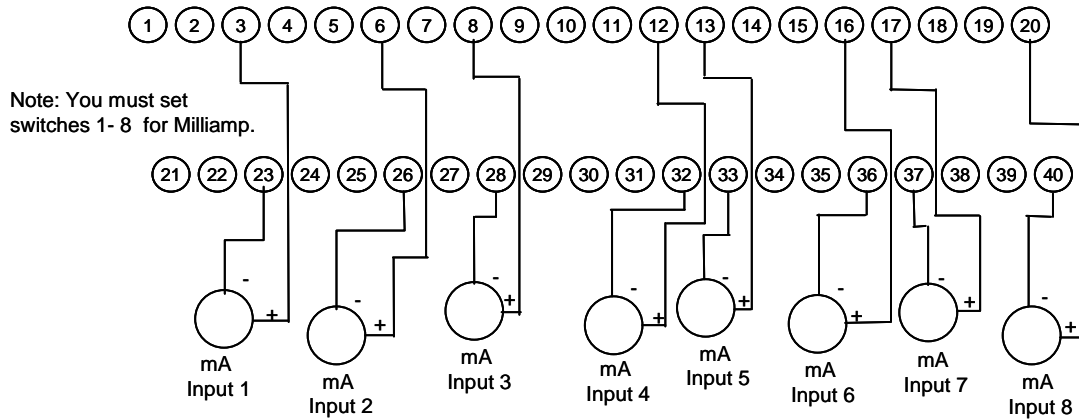 1 2 3 4 5 6 7 8 9 10 11 12 13 14 15 16 17 18 19 20
Note: You must set
switches 1- 8 for Milliamp.
21 22 23 24 25 26 27 28 29 30 31 32 33 34 35 36 37 38 39 40
- + mA
Input 1
- + mA
Input 2
- + mA
Input 3
- + mA
Input 4
- + mA
Input 5
- + mA
Input 6
- + mA
Input 7
- + mA
Input 8